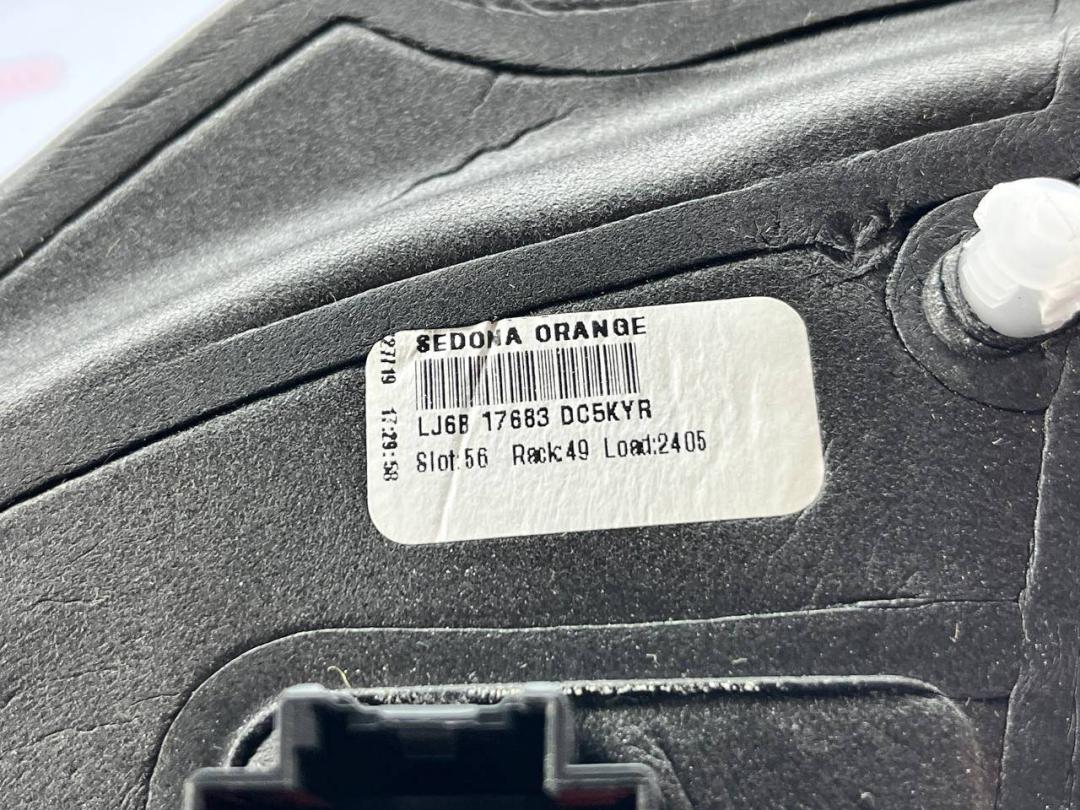 SEDONA ORANGE
LJ6B 17683 DC5KYR
Slot:56 Rack:49 Load:2405
27/19 17:29:58